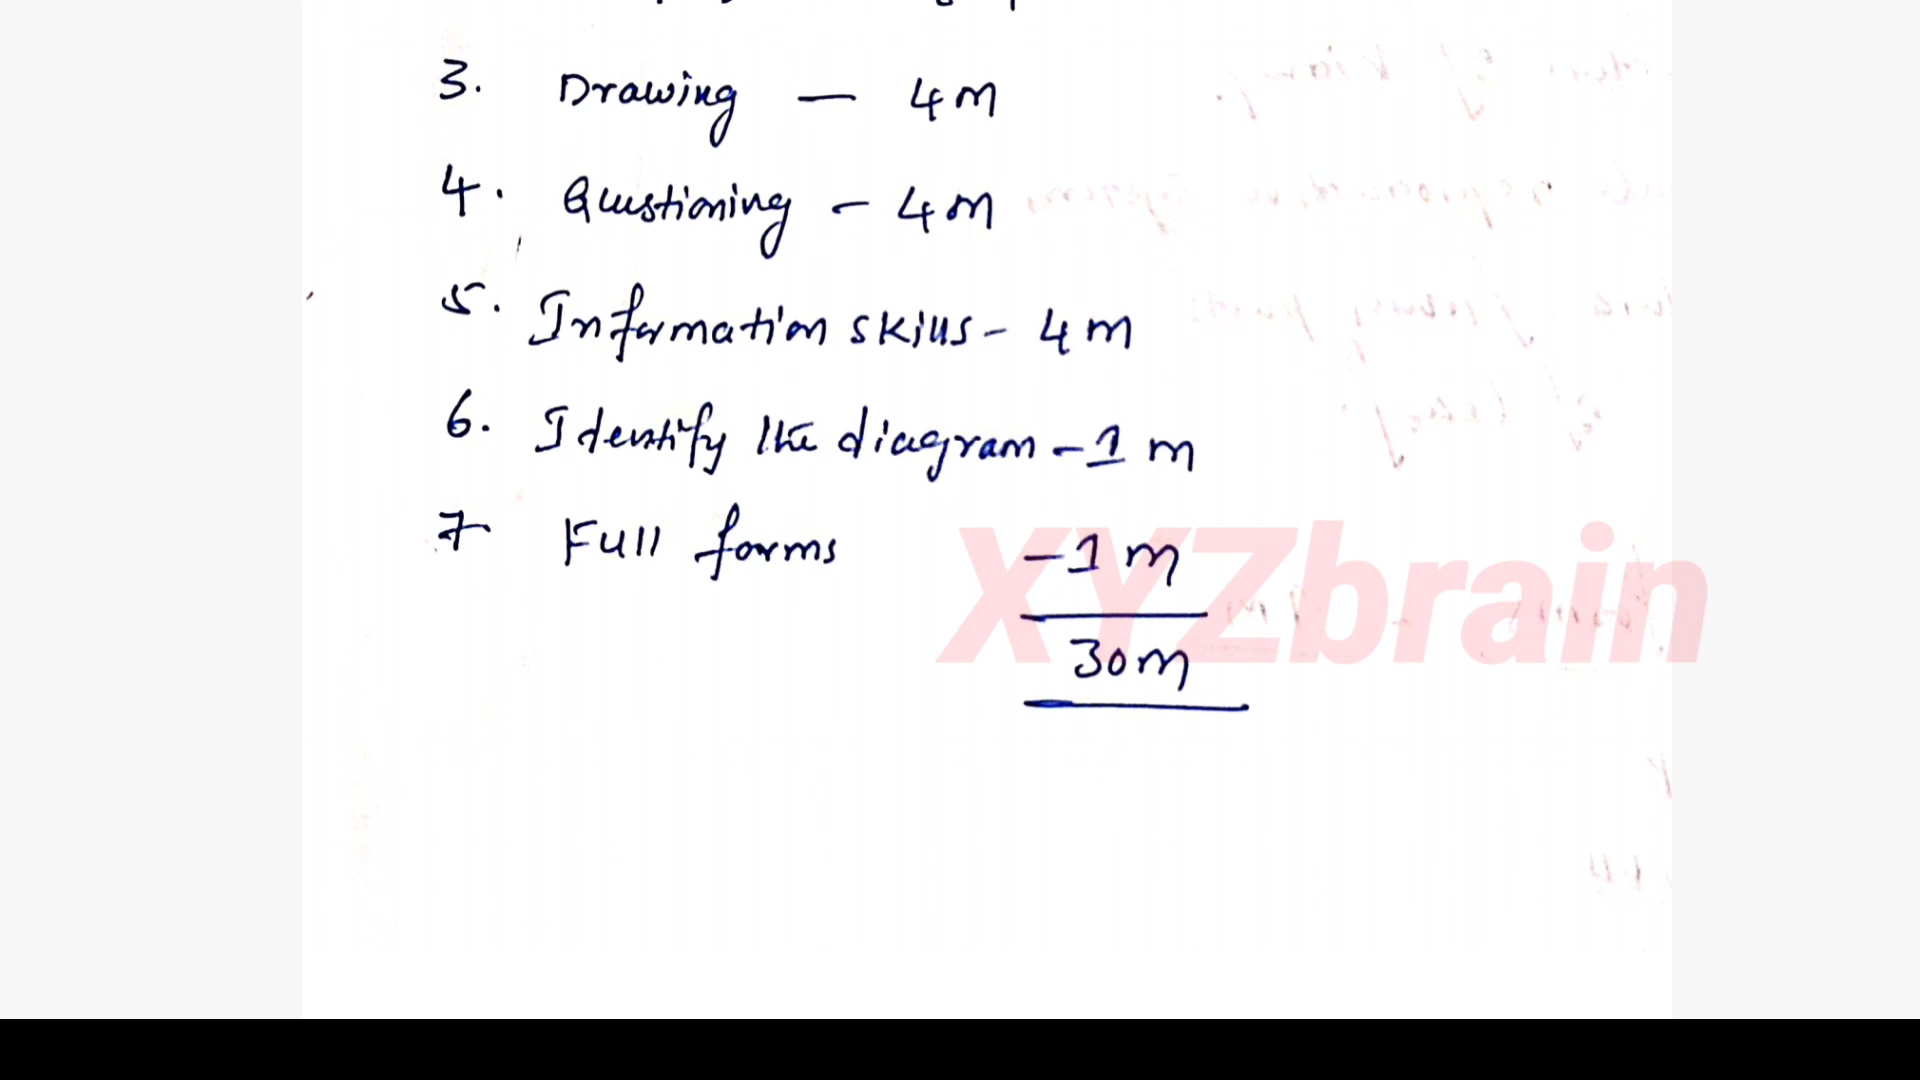 3. Drawing — 4m
4. Questioning - 4m
5. Information skills - 4m
6. Identify the diagram - 1 m
7 Full forms - 1 m
XYZbrain
30m